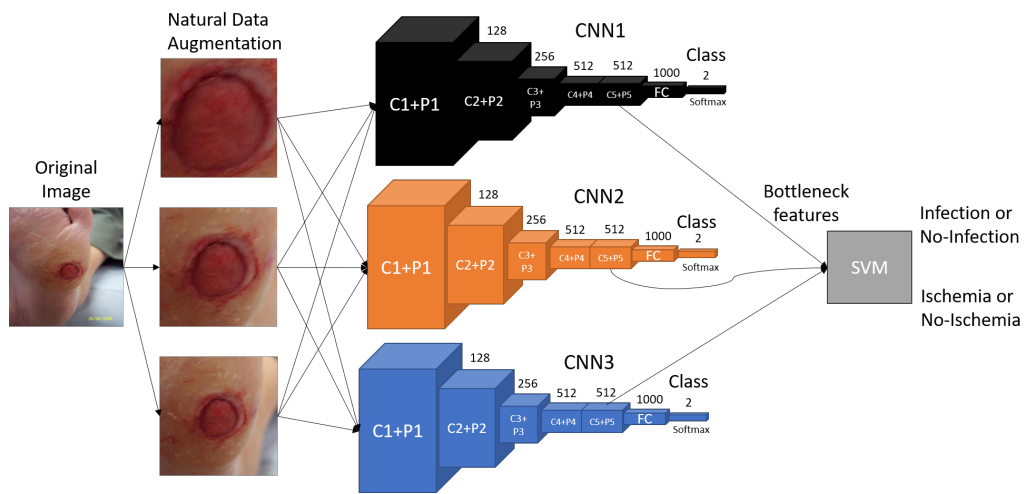 Natural Data
Augmentation
Original
Image
CNN1
128
256
512
512
1000
Class
2
C1+P1
C2+P2
C3+
P3
C4+P4
C5+P5
FC
Softmax
CNN2
128
256
512
512
1000
Class
2
C1+P1
C2+P2
C3+
P3
C4+P4
C5+P5
FC
Softmax
CNN3
128
256
512
512
1000
Class
2
C1+P1
C2+P2
C3+
P3
C4+P4
C5+P5
FC
Softmax
Bottleneck
features
SVM
Infection or
No-Infection
Ischemia or
No-Ischemia